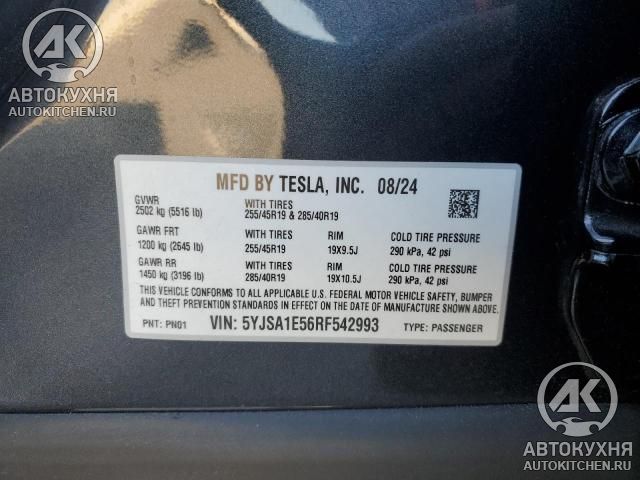 АК
АВТОКУХНЯ
AUTOKITCHEN.RU
MFD BY TESLA, INC. 08/24
GVWR
2502 kg (5516 lb)
WITH TIRES
255/45R19 & 285/40R19
GAWR FRT
1200 kg (2645 lb)
WITH TIRES
255/45R19
RIM
19X9.5J
COLD TIRE PRESSURE
290 kPa, 42 psi
GAWR RR
1450 kg (3196 lb)
WITH TIRES
285/40R19
RIM
19X10.5J
COLD TIRE PRESSURE
290 kPa, 42 psi
THIS VEHICLE CONFORMS TO ALL APPLICABLE U.S. FEDERAL MOTOR VEHICLE SAFETY, BUMPER
AND THEFT PREVENTION STANDARDS IN EFFECT ON THE DATE OF MANUFACTURE SHOWN ABOVE.
PNT: PN01 VIN: 5YJSA1E56RF542993 TYPE: PASSENGER
АК
АВТОКУХНЯ
AUTOKITCHEN.RU